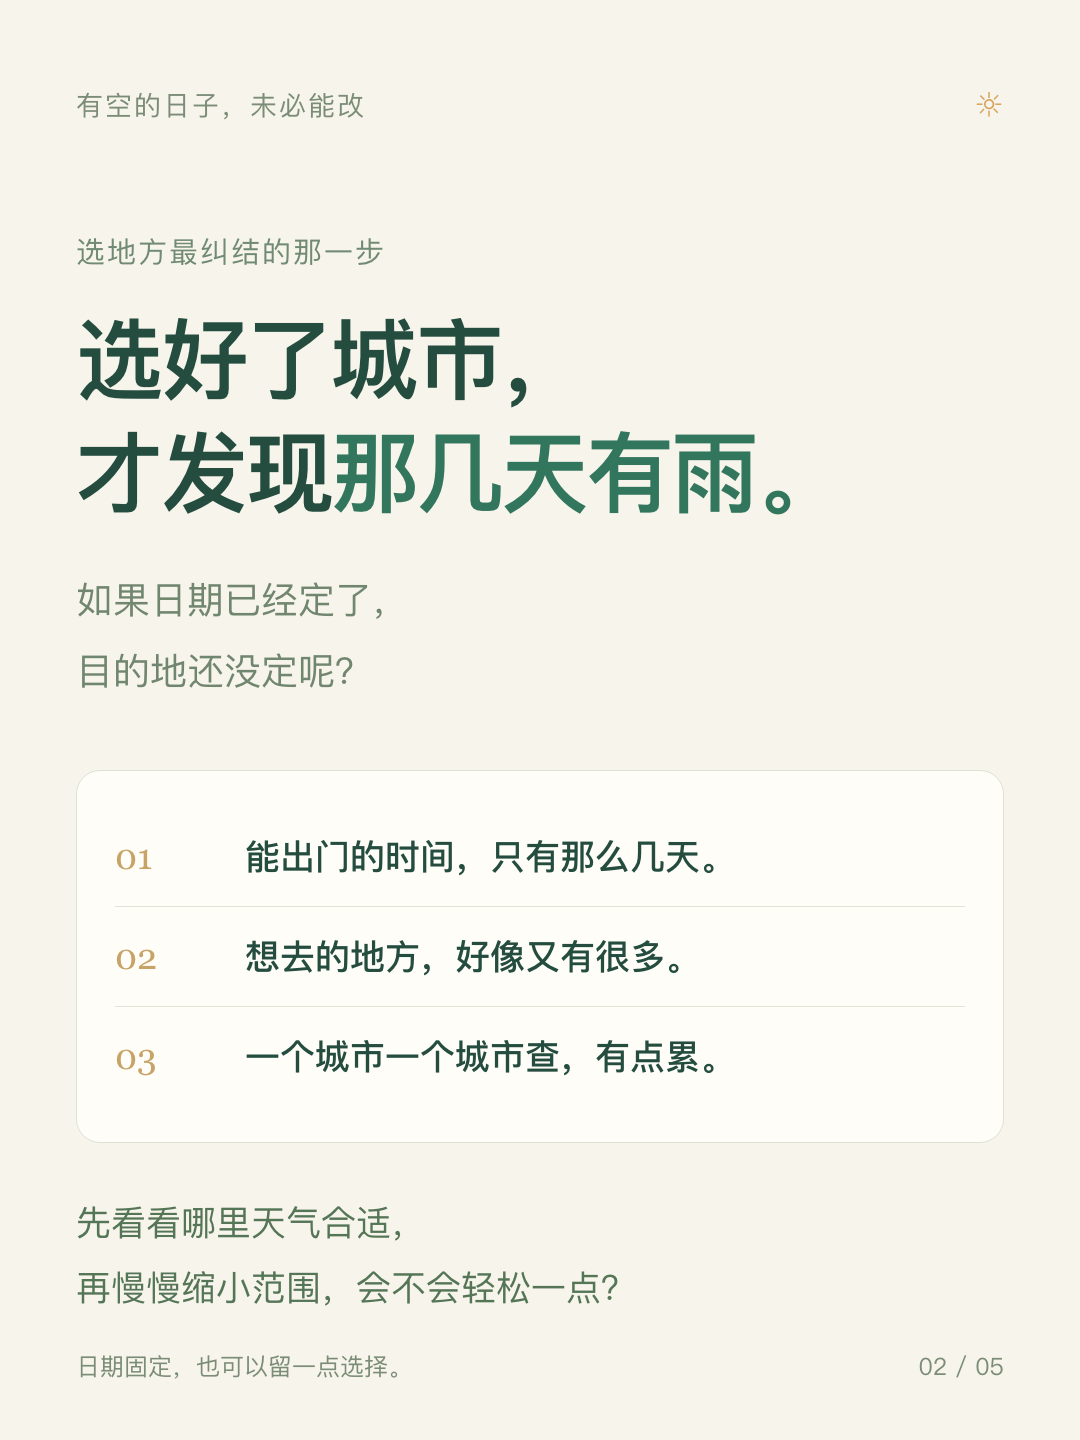 有空的日子，未必能改
选地方最纠结的那一步
选好了城市，
才发现那几天有雨。
如果日期已经定了，
目的地还没定呢？
01 能出门的时间，只有那么几天。
02 想去的地方，好像又有很多。
03 一个城市一个城市查，有点累。
先看看哪里天气合适，
再慢慢缩小范围，会不会轻松一点？
日期固定，也可以留一点选择。 02 / 05